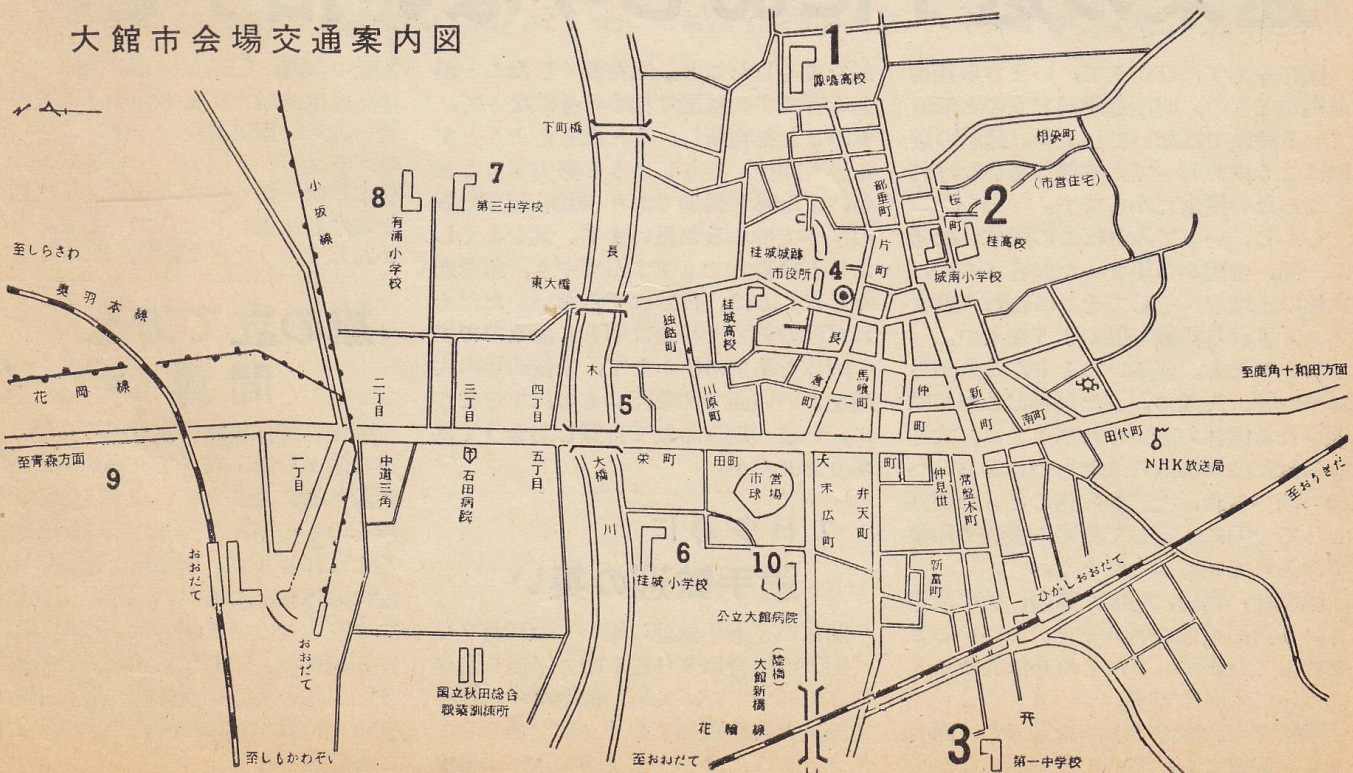 大館市会場交通案内図
1
鳳鳴高校
下町橋
相染町
(市営住宅)
8
有浦小学校
7
第三中学校
小坂線
長
部垂町
桜町
2
桂高校
城南小学校
片町
桂城城跡
市役所
4
至しらさわ
奥羽本線
東大橋
独鈷町
桂城高校
長
倉町
馬喰町
仲町
新町
南町
至鹿角十和田方面
花岡線
二丁目
三丁目
四丁目
木
5
川原町
田代町
NHK放送局
至おうぎだ
至青森方面
9
一丁目
中道三角
石田病院
五丁目
大橋
栄町
田町
市営球場
大町
末広町
弁天町
仲見世
常盤木町
川
6
桂城小学校
10
公立大館病院
新富町
ひがしおおだて
おおだて
おおだて
国立秋田総合
職業訓練所
(陸橋)
大館新橋
花輪線
3
第一中学校
至しもかわぞい
至おおだて